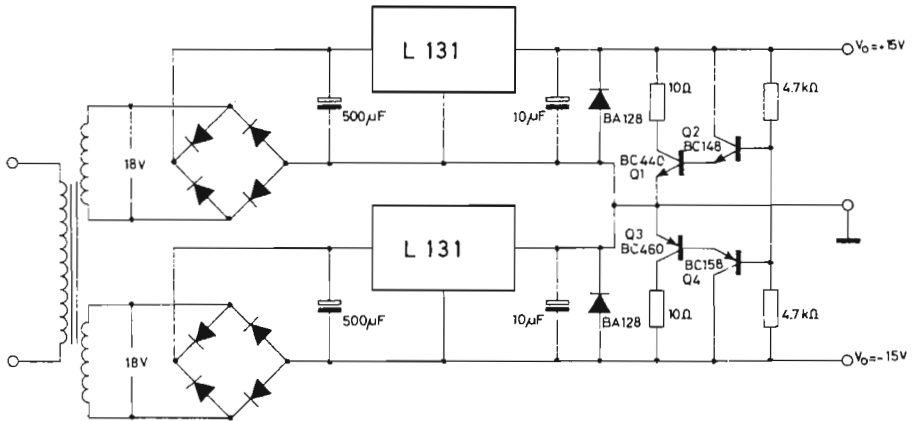 L 131
Vo=+15V
10Ω
4.7kΩ
500µF
10µF
BA128
Q2
BC148
18V
BC440
Q1
L 131
Q3
BC460
BC158
Q4
500µF
10µF
BA128
10Ω
4.7kΩ
18V
Vo=-15V